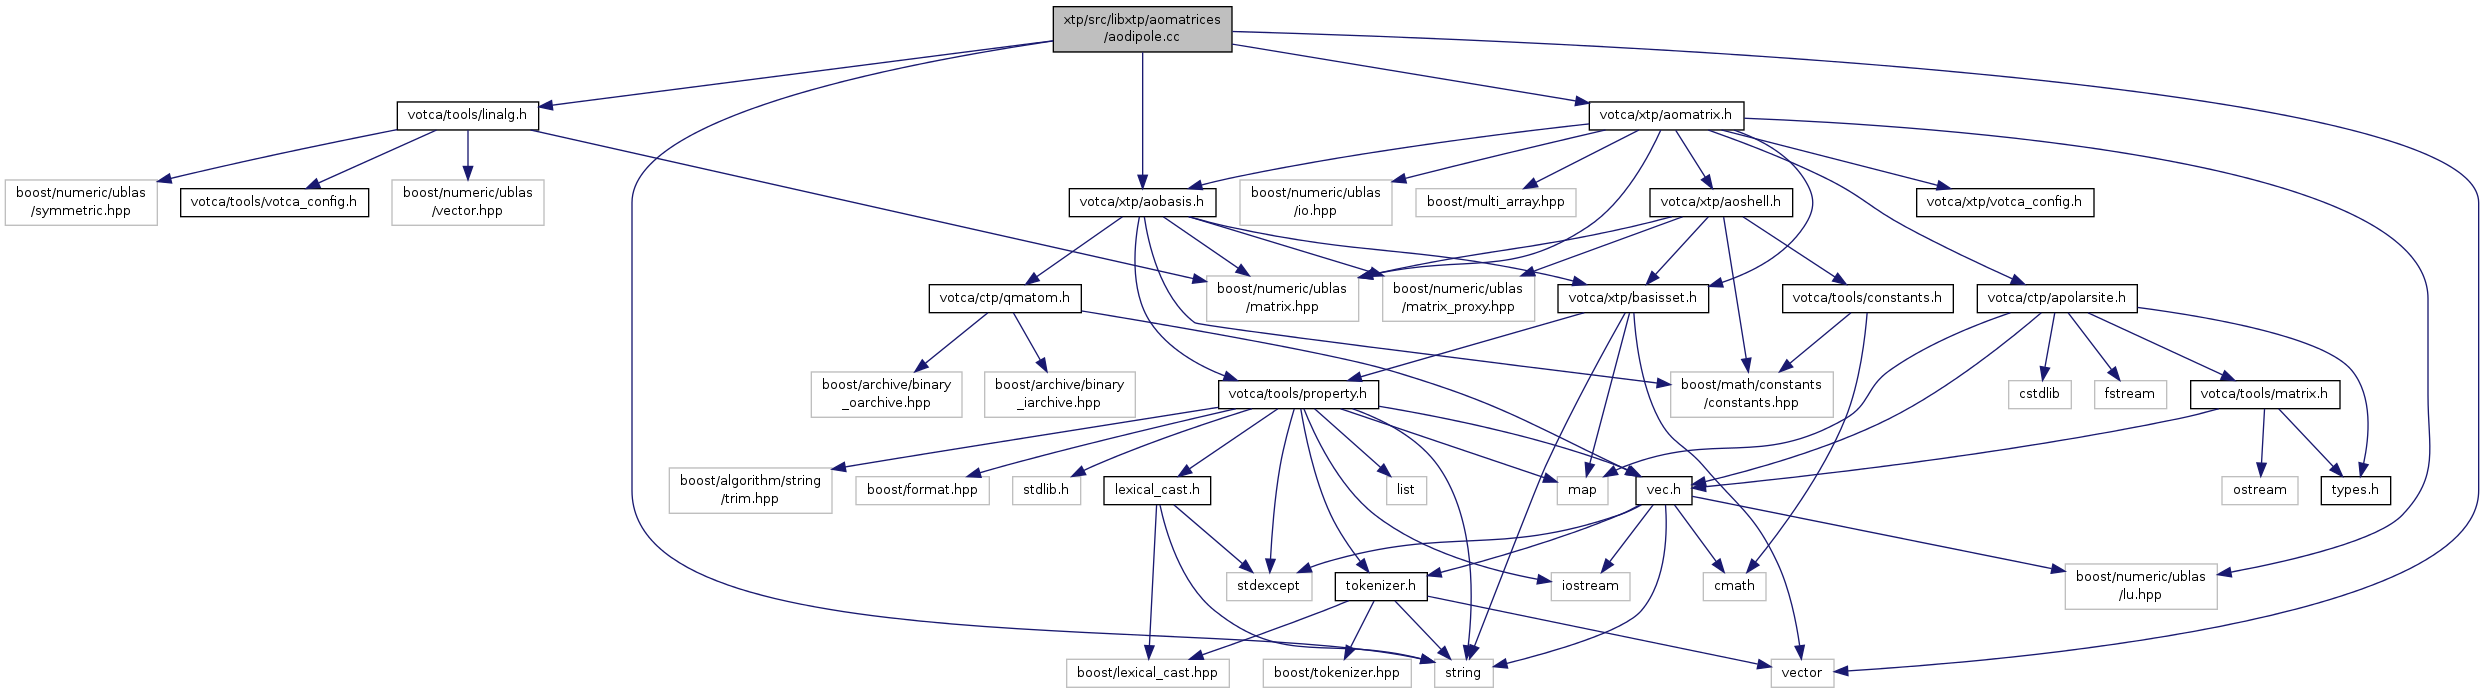 xtp/src/libxtp/aomatrices
/aodipole.cc
votca/tools/linalg.h
votca/xtp/aomatrix.h
boost/numeric/ublas
/symmetric.hpp
votca/tools/votca_config.h
boost/numeric/ublas
/vector.hpp
votca/xtp/aobasis.h
boost/numeric/ublas
/io.hpp
boost/multi_array.hpp
votca/xtp/aoshell.h
votca/xtp/votca_config.h
votca/ctp/qmatom.h
boost/numeric/ublas
/matrix.hpp
boost/numeric/ublas
/matrix_proxy.hpp
votca/xtp/basisset.h
votca/tools/constants.h
votca/ctp/apolarsite.h
boost/archive/binary
_oarchive.hpp
boost/archive/binary
_iarchive.hpp
votca/tools/property.h
boost/math/constants
/constants.hpp
cstdlib
fstream
votca/tools/matrix.h
boost/algorithm/string
/trim.hpp
boost/format.hpp
stdlib.h
lexical_cast.h
list
map
vec.h
ostream
types.h
stdexcept
tokenizer.h
iostream
cmath
boost/numeric/ublas
/lu.hpp
boost/lexical_cast.hpp
boost/tokenizer.hpp
string
vector